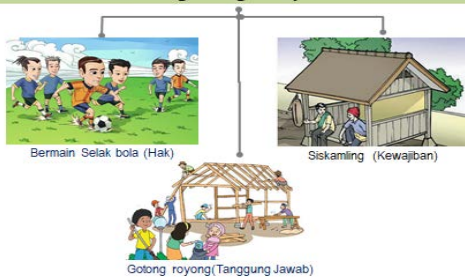 Bermain Selak bola (Hak)
Siskamling (Kewajiban)
Gotong royong(Tanggung Jawab)